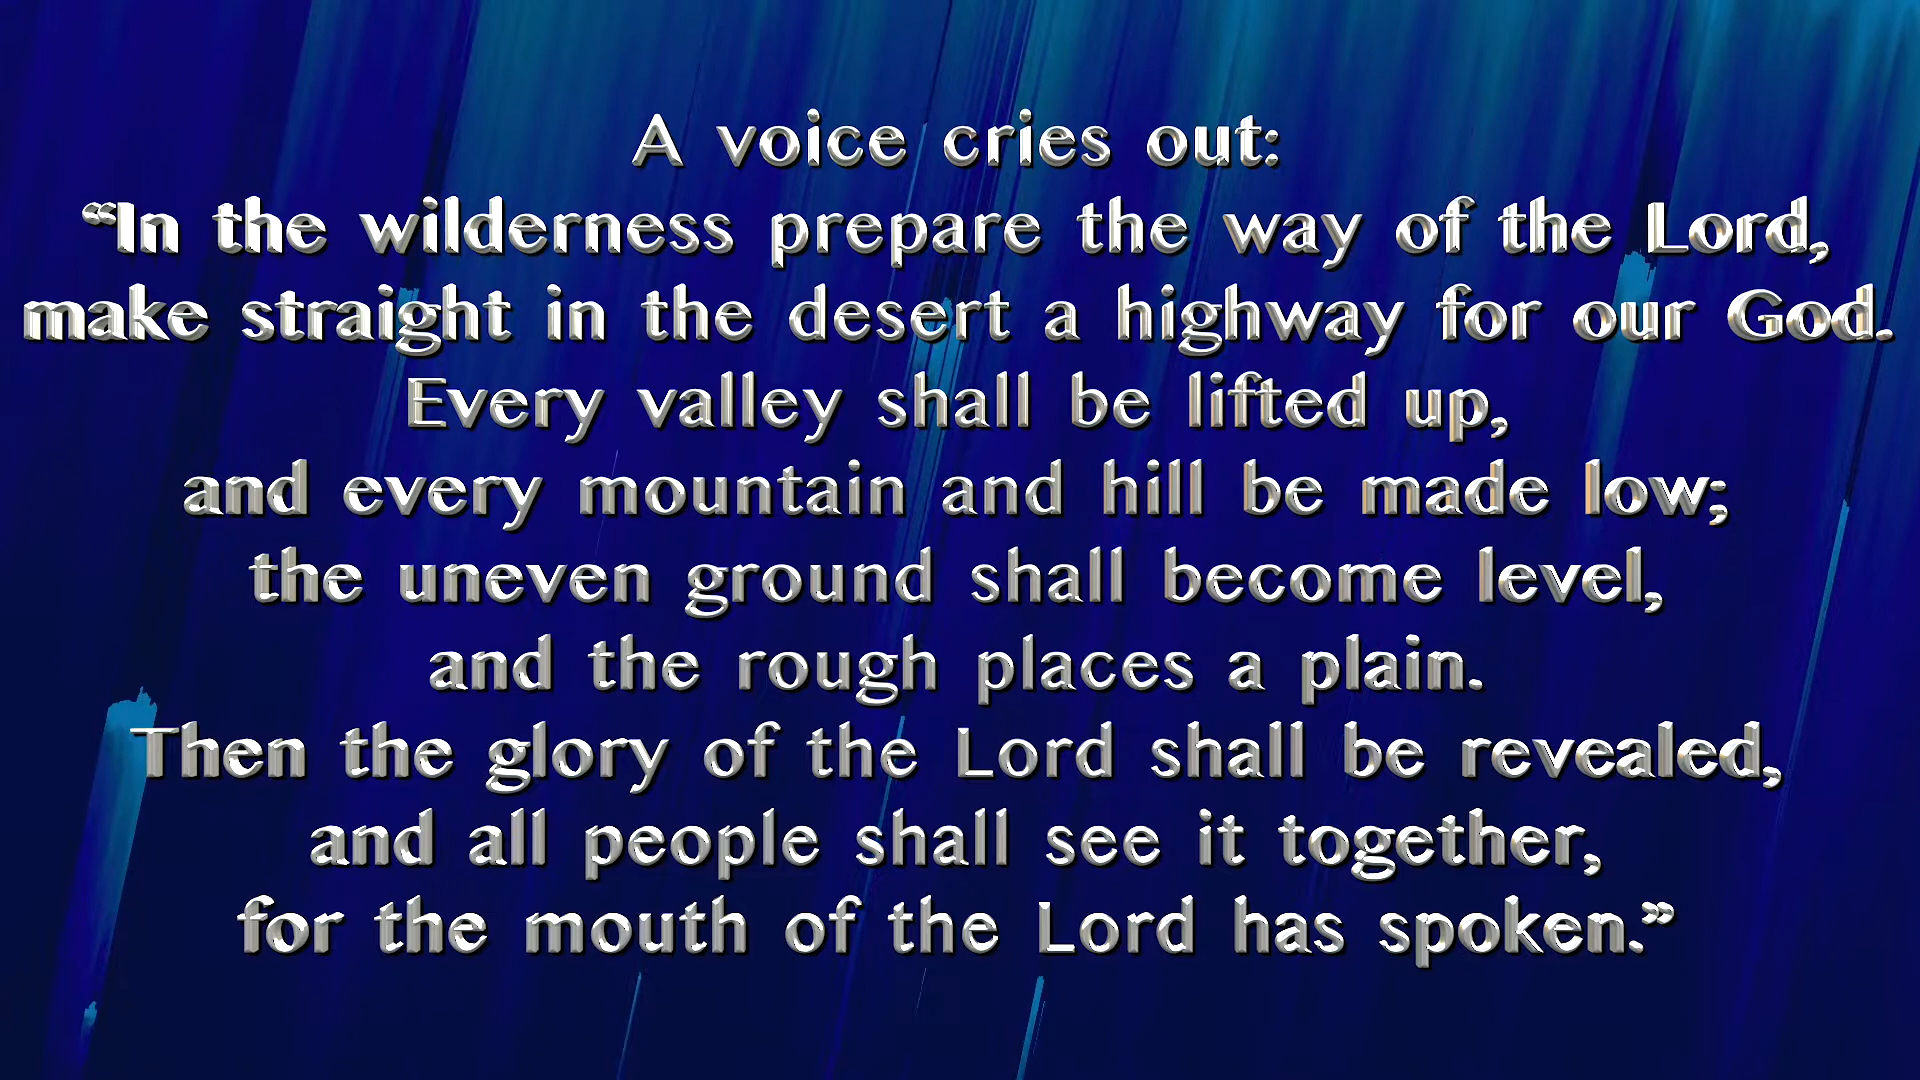 A voice cries out:
“In the wilderness prepare the way of the Lord,
make straight in the desert a highway for our God.
Every valley shall be lifted up,
and every mountain and hill be made low;
the uneven ground shall become level,
and the rough places a plain.
Then the glory of the Lord shall be revealed,
and all people shall see it together,
for the mouth of the Lord has spoken.”